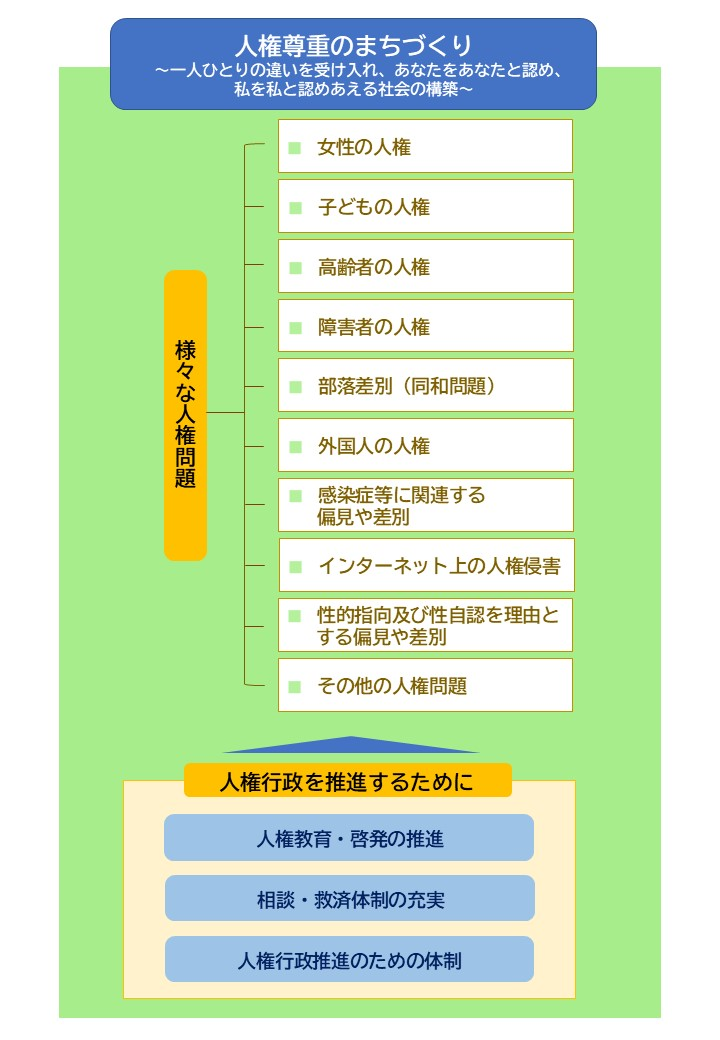 人権尊重のまちづくり
～一人ひとりの違いを受け入れ、あなたをあなたと認め、
私を私と認めあえる社会の構築～
様々な人権問題
女性の人権
子どもの人権
高齢者の人権
障害者の人権
部落差別（同和問題）
外国人の人権
感染症等に関連する
偏見や差別
インターネット上の人権侵害
性的指向及び性自認を理由と
する偏見や差別
その他の人権問題
人権行政を推進するために
人権教育・啓発の推進
相談・救済体制の充実
人権行政推進のための体制